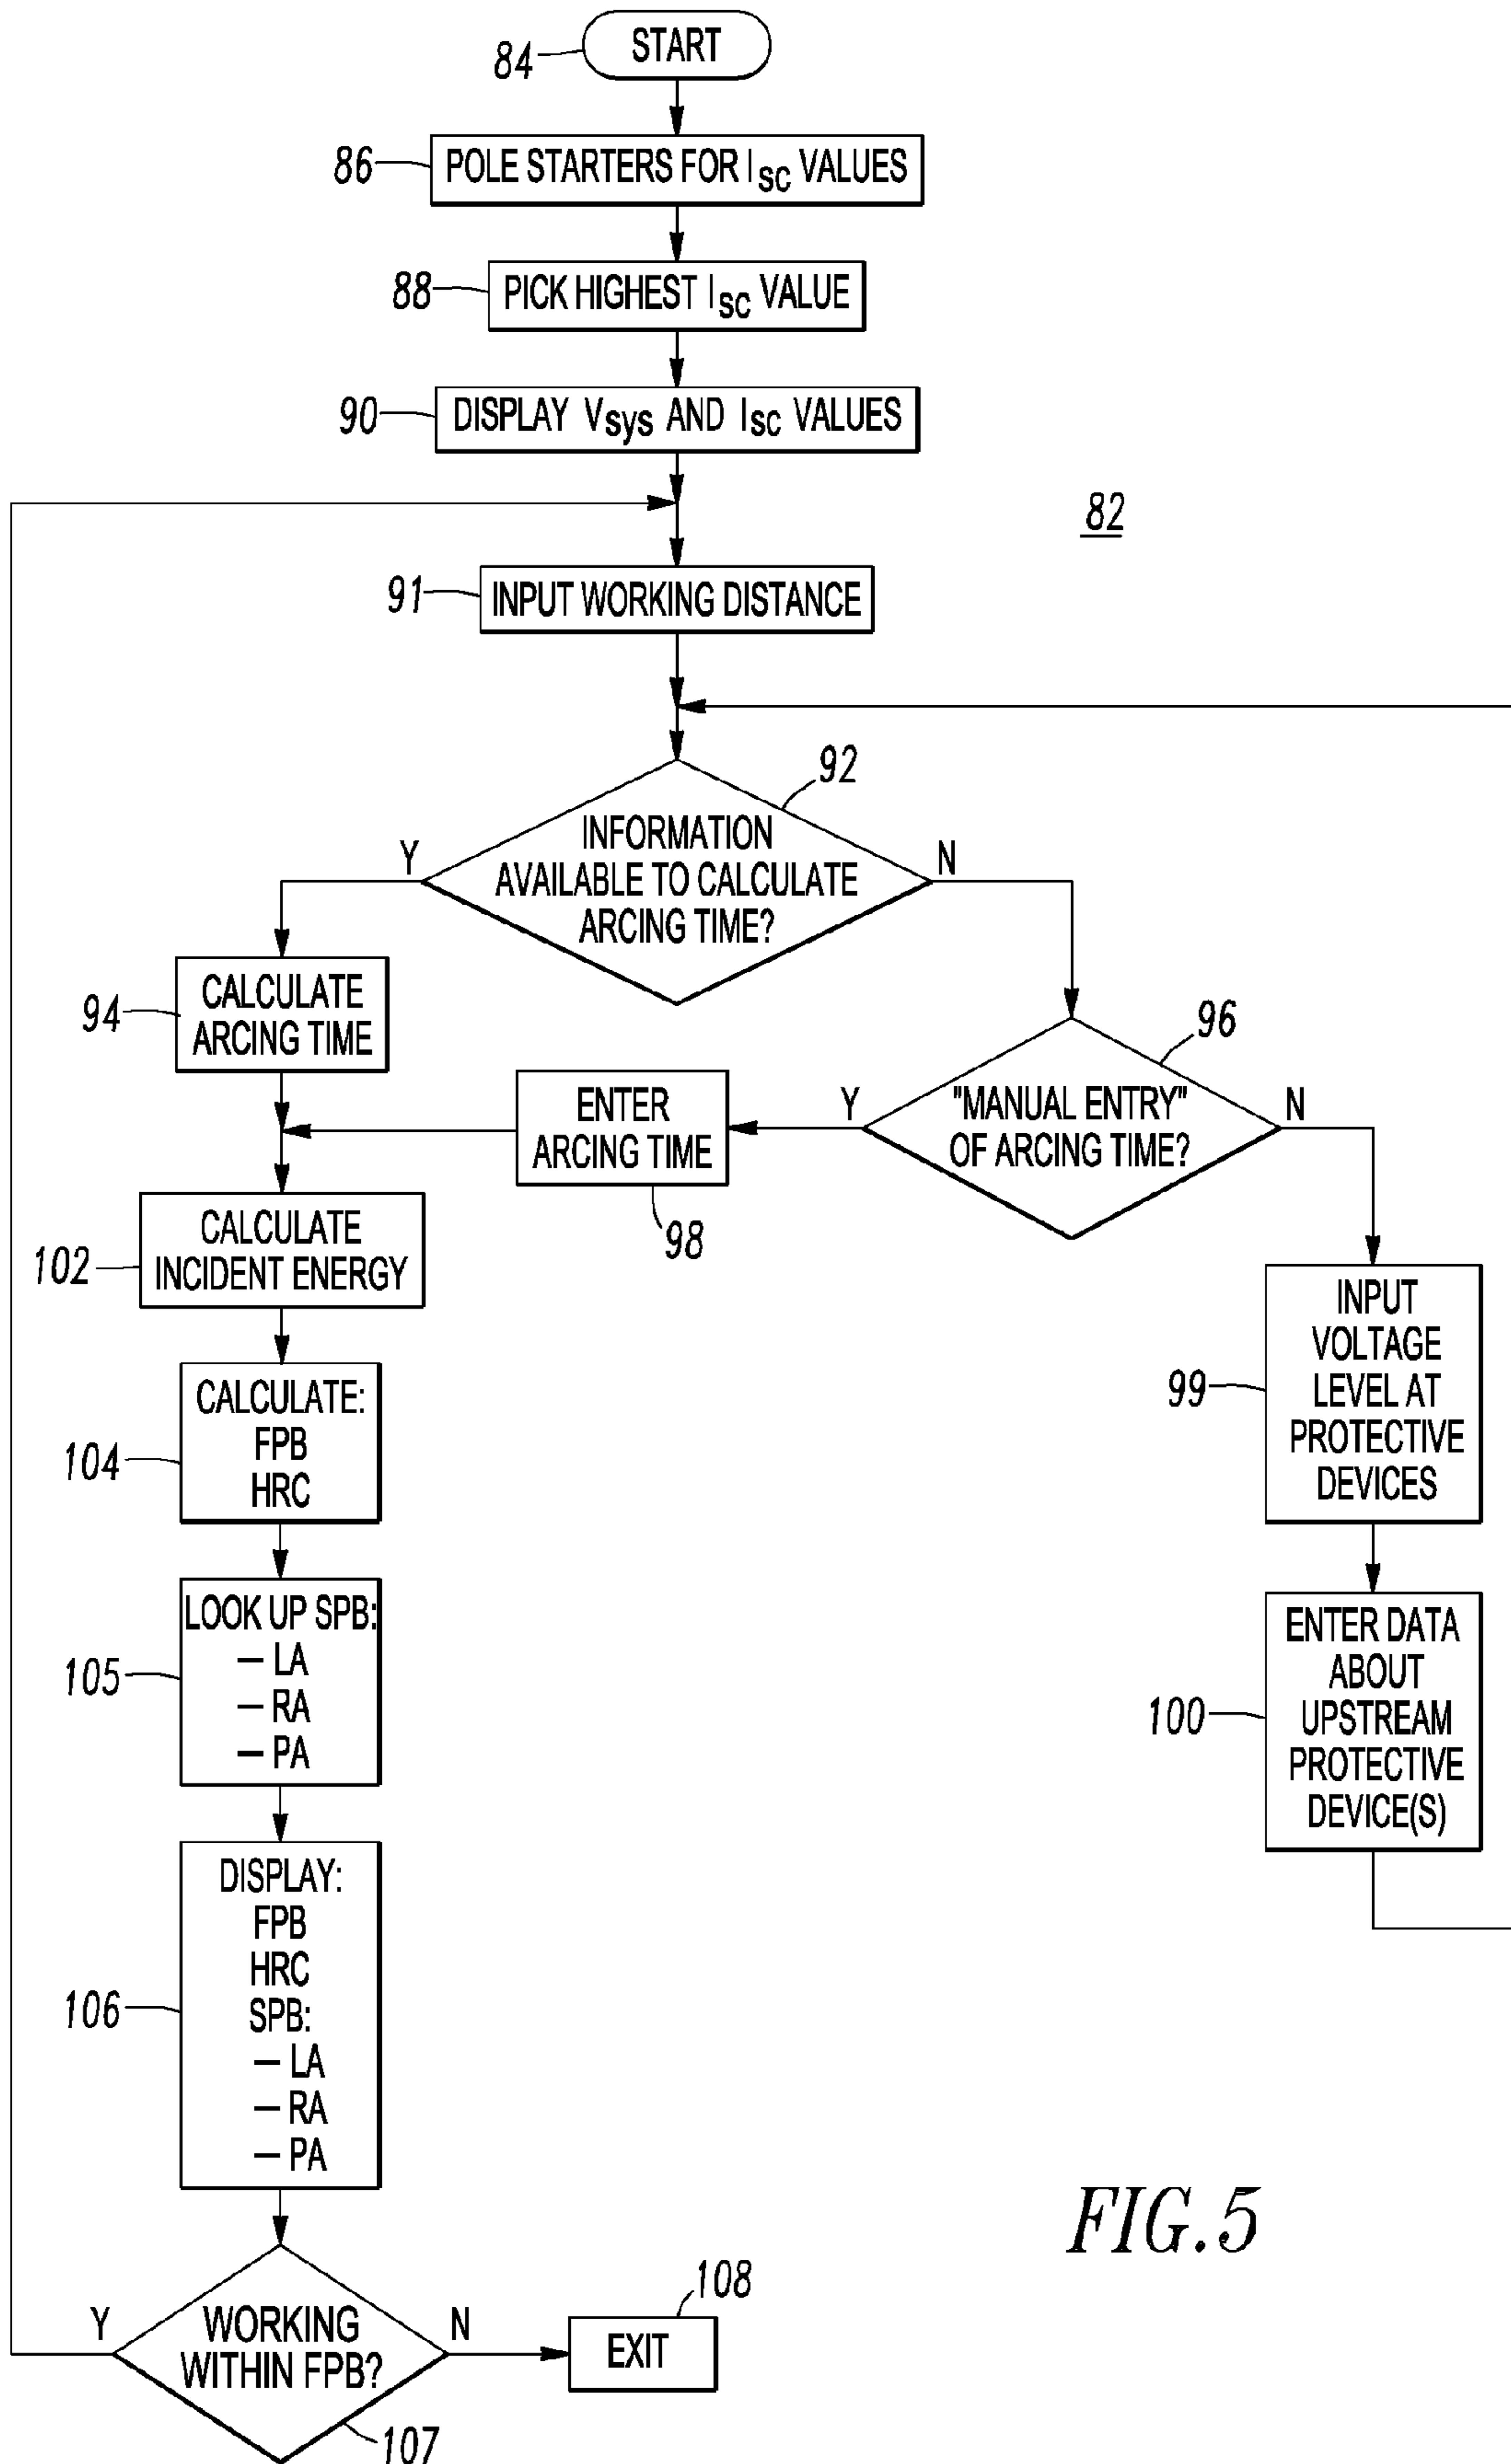 START
84
POLE STARTERS FOR Isc VALUES
86
PICK HIGHEST Isc VALUE
88
DISPLAY Vsys AND Isc VALUES
90
82
INPUT WORKING DISTANCE
91
92
INFORMATION
AVAILABLE TO CALCULATE
ARCING TIME?
Y
N
CALCULATE
ARCING TIME
94
96
"MANUAL ENTRY"
OF ARCING TIME?
Y
N
ENTER
ARCING TIME
98
CALCULATE
INCIDENT ENERGY
102
INPUT
VOLTAGE
LEVEL AT
PROTECTIVE
DEVICES
99
CALCULATE:
FPB
HRC
104
LOOK UP SPB:
— LA
— RA
— PA
105
ENTER DATA
ABOUT
UPSTREAM
PROTECTIVE
DEVICE(S)
100
DISPLAY:
FPB
HRC
SPB:
— LA
— RA
— PA
106
FIG. 5
WORKING
WITHIN FPB?
Y
N
107
EXIT
108